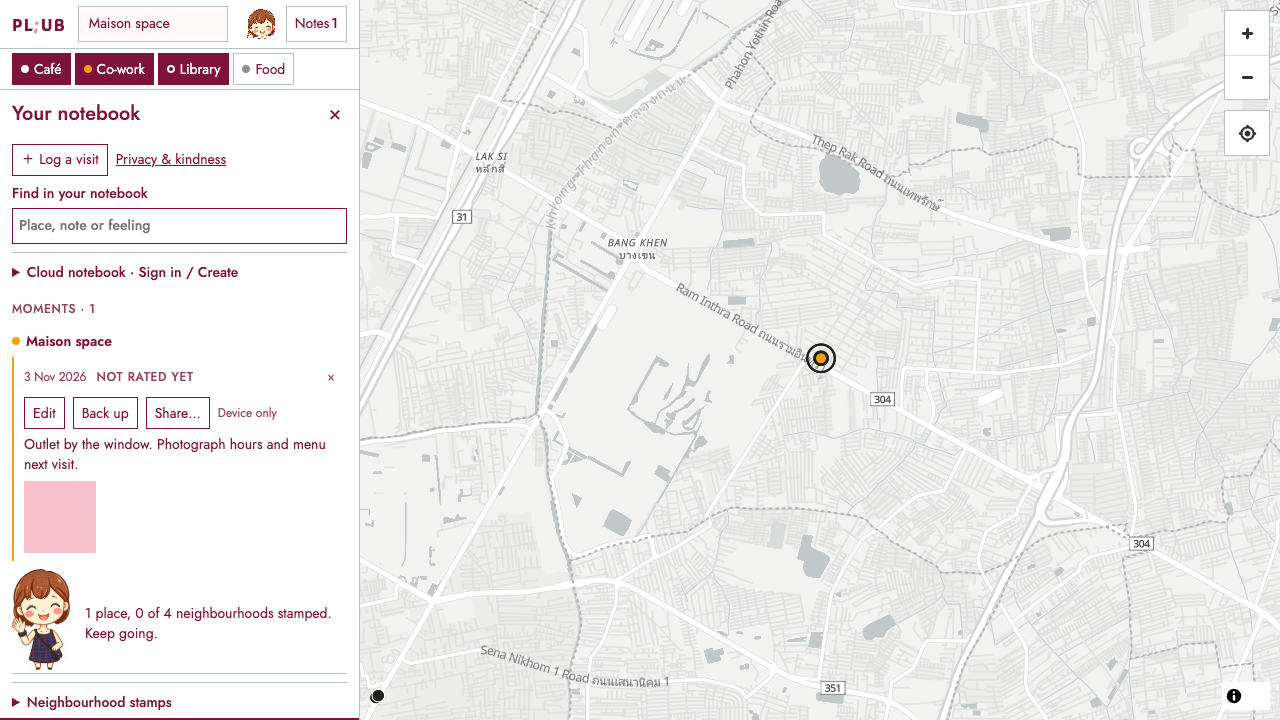 PL:UB
Maison space
Notes 1
Café
Co-work
Library
Food
Your notebook
×
+ Log a visit
Privacy & kindness
Find in your notebook
Place, note or feeling
Cloud notebook · Sign in / Create
MOMENTS · 1
Maison space
3 Nov 2026 NOT RATED YET ×
Edit
Back up
Share…
Device only
Outlet by the window. Photograph hours and menu
next visit.
1 place, 0 of 4 neighbourhoods stamped.
Keep going.
Neighbourhood stamps
Phahon Yothin Road
LAK SI
หลักสี่
31
BANG KHEN
บางเขน
Thep Rak Road ถนนเทพรักษ์
Ram Inthra Road ถนนรามอินทรา
304
304
Sena Nikhom 1 Road ถนนเสนานิคม 1
351
+
−